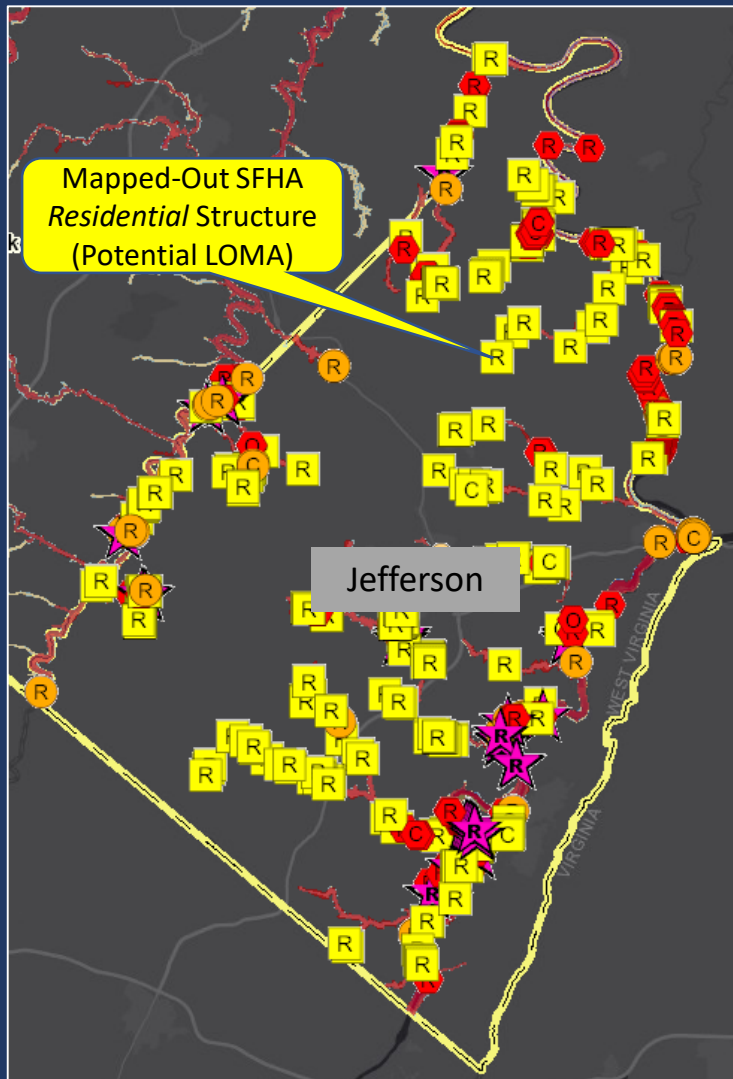 Mapped-Out SFHA
Residential Structure
(Potential LOMA)
Jefferson
WEST VIRGINIA
VIRGINIA
R
C
O